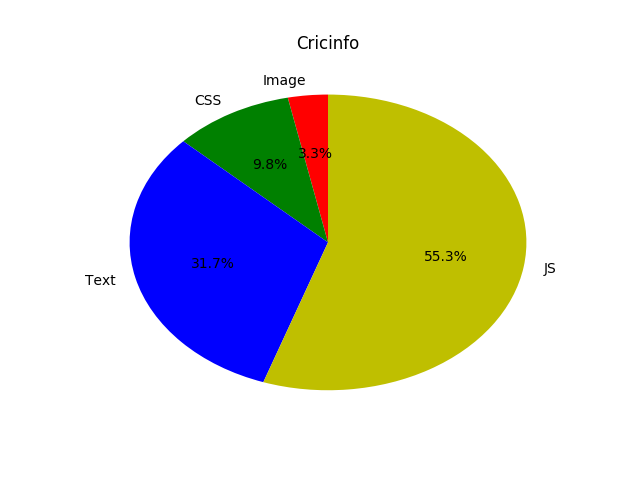 Cricinfo
Image
CSS
3.3%
9.8%
55.3%
31.7%
JS
Text